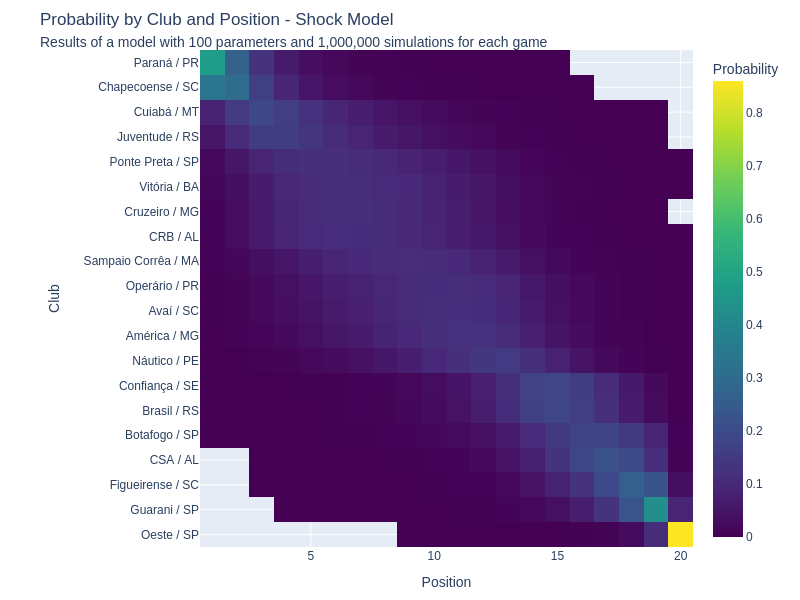 Probability by Club and Position - Shock Model
Results of a model with 100 parameters and 1,000,000 simulations for each game
Probability
Club
Paraná / PR
Chapecoense / SC
Cuiabá / MT
Juventude / RS
Ponte Preta / SP
Vitória / BA
Cruzeiro / MG
CRB / AL
Sampaio Corrêa / MA
Operário / PR
Avaí / SC
América / MG
Náutico / PE
Confiança / SE
Brasil / RS
Botafogo / SP
CSA / AL
Figueirense / SC
Guarani / SP
Oeste / SP
5
10
15
20
Position
0.8
0.7
0.6
0.5
0.4
0.3
0.2
0.1
0